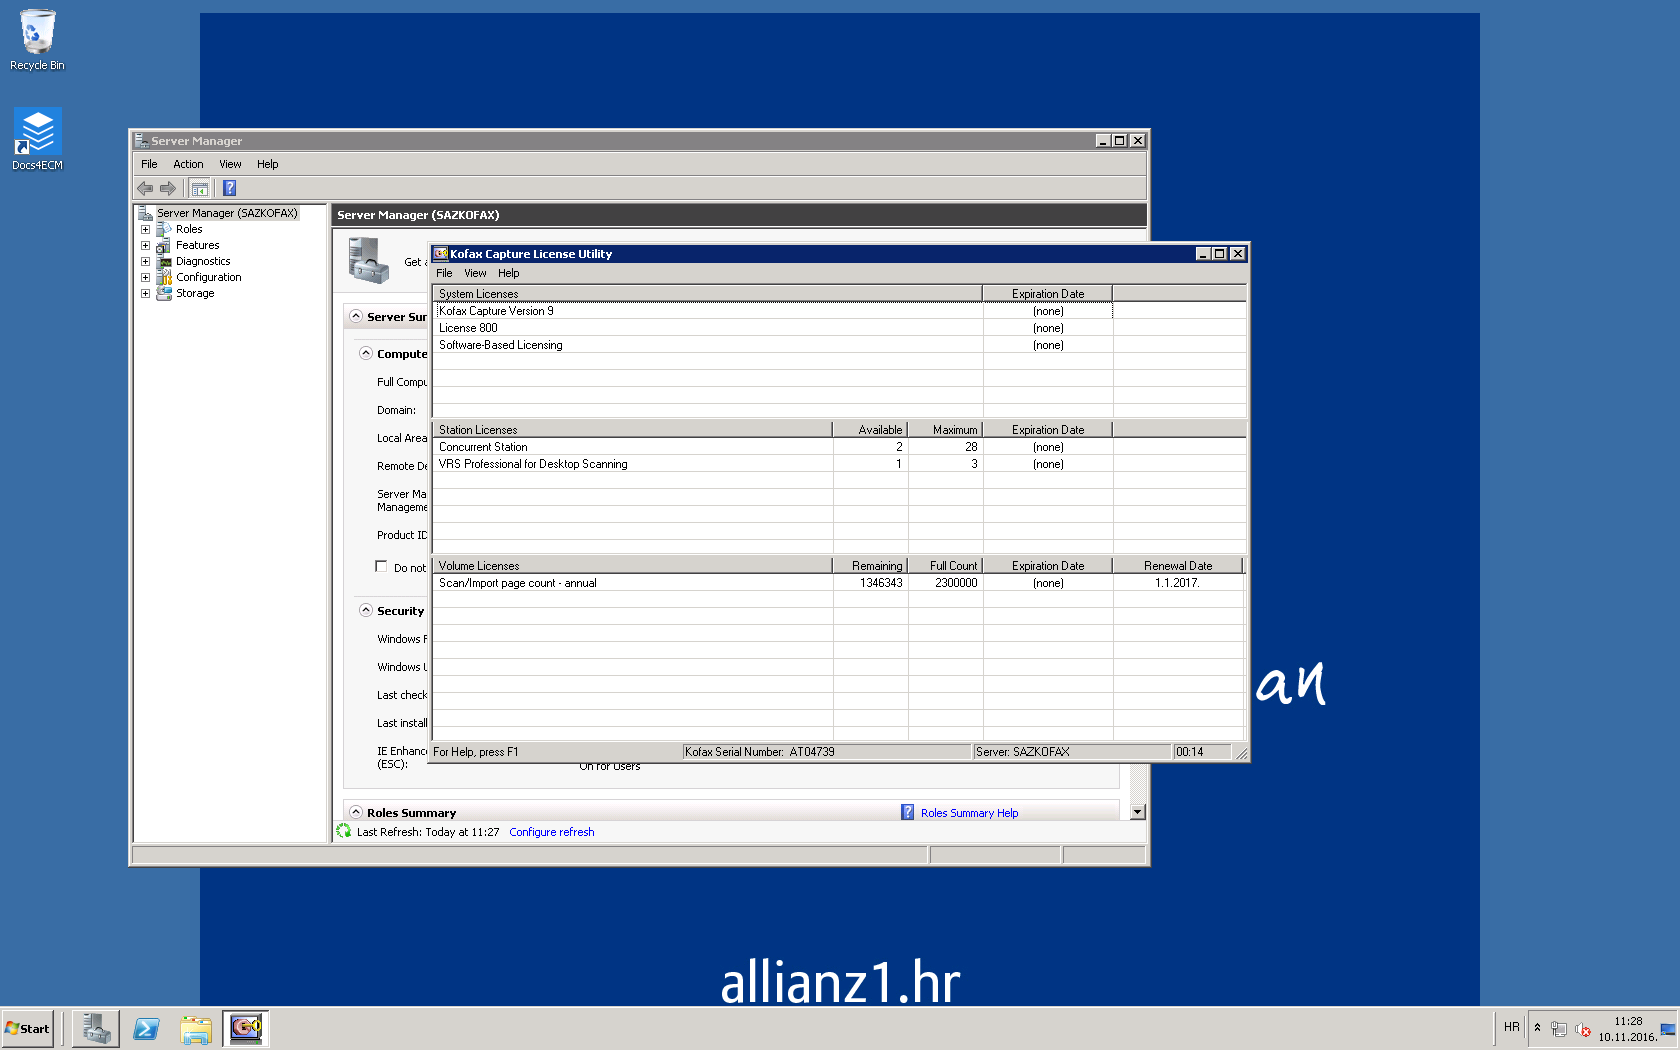 Recycle Bin
Docs4ECM
Server Manager
File Action View Help
Server Manager (SAZKOFAX)
Roles
Features
Diagnostics
Configuration
Storage
Server Manager (SAZKOFAX)
Get
Server Sur
Compute
Full Compu
Domain:
Local Area
Remote De
Server Ma
Manageme
Product ID
Do not
Security
Windows F
Windows U
Last check
Last install
IE Enhanc
(ESC):
On for Users
Roles Summary
Roles Summary Help
Last Refresh: Today at 11:27 Configure refresh
Kofax Capture License Utility
File View Help
System Licenses Expiration Date
Kofax Capture Version 9 (none)
License 800 (none)
Software-Based Licensing (none)
Station Licenses Available Maximum Expiration Date
Concurrent Station 2 28 (none)
VRS Professional for Desktop Scanning 1 3 (none)
Volume Licenses Remaining Full Count Expiration Date Renewal Date
Scan/Import page count - annual 1346343 2300000 (none) 1.1.2017.
For Help, press F1 Kofax Serial Number: AT04739 Server: SAZKOFAX 00:14
an
allianz1.hr
Start
HR
11:28
10.11.2016.